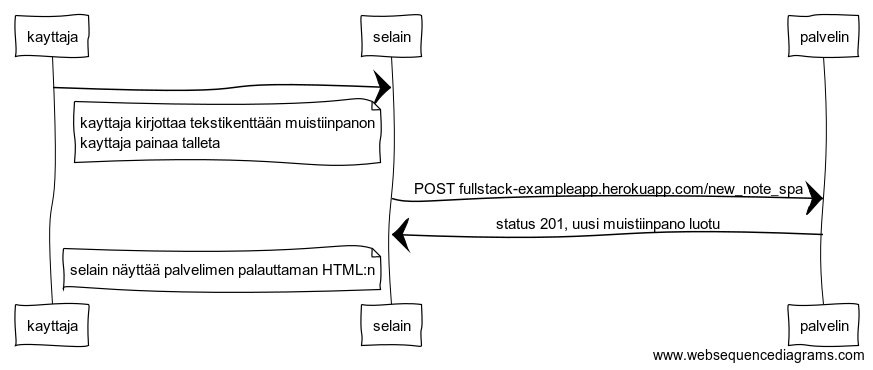 kayttaja
selain
palvelin
kayttaja kirjottaa tekstikenttään muistiinpanon
kayttaja painaa talleta
POST fullstack-exampleapp.herokuapp.com/new_note_spa
status 201, uusi muistiinpano luotu
selain näyttää palvelimen palauttaman HTML:n
kayttaja
selain
palvelin
www.websequencediagrams.com